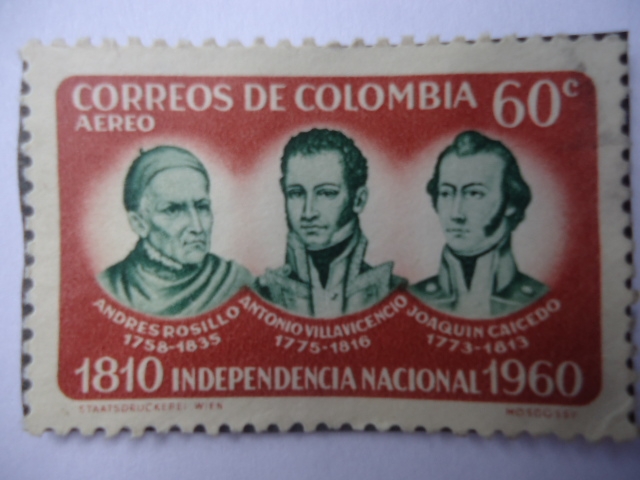 CORREOS DE COLOMBIA 60c
AEREO
ANDRES ROSILLO
1758-1835
ANTONIO VILLAVICENCIO
1775-1816
JOAQUIN CAICEDO
1773-1813
1810 INDEPENDENCIA NACIONAL 1960
STAATSDRUCKEREI WIEN